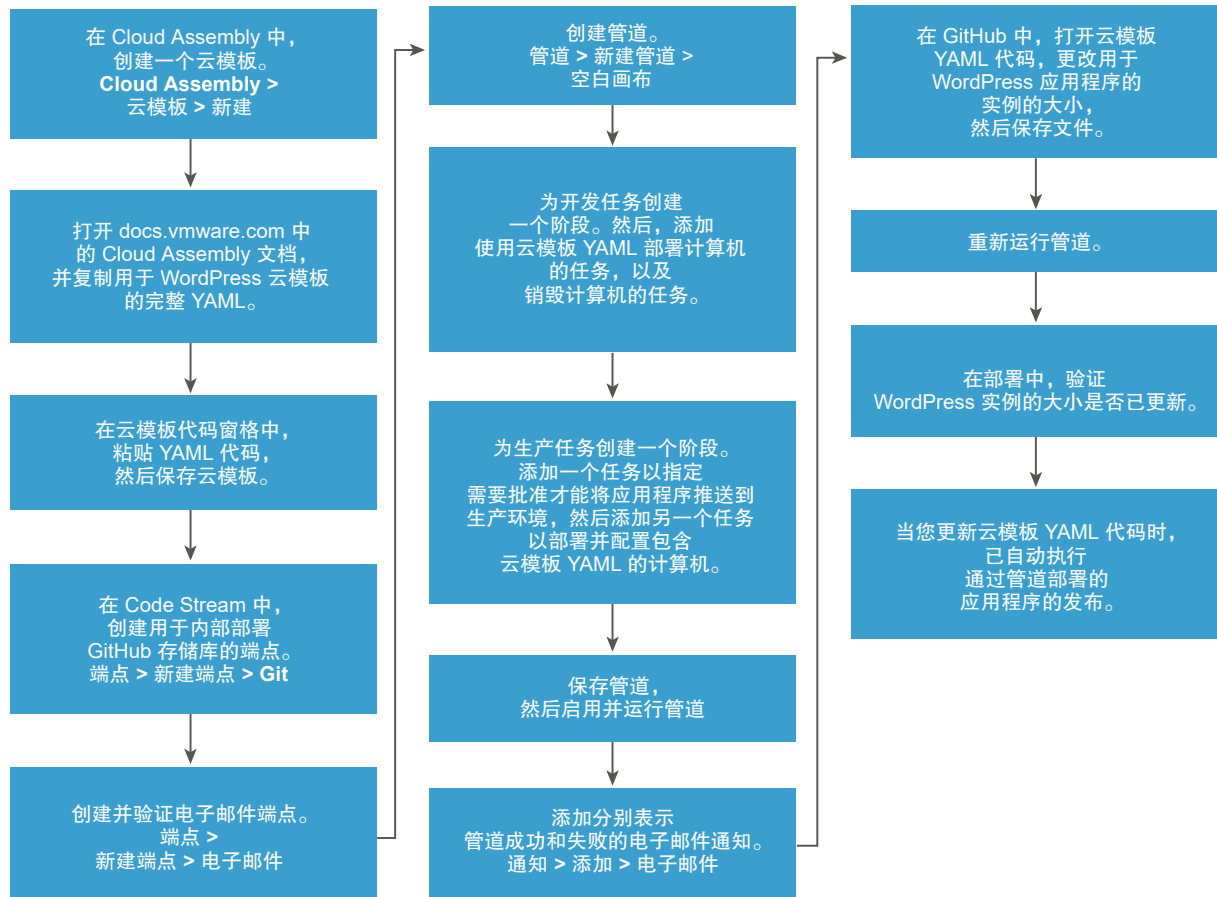 在 Cloud Assembly 中，
创建一个云模板。
Cloud Assembly >
云模板 > 新建
打开 docs.vmware.com 中
的 Cloud Assembly 文档，
并复制用于 WordPress 云模板
的完整 YAML。
在云模板代码窗格中，
粘贴 YAML 代码，
然后保存云模板。
在 Code Stream 中，
创建用于内部部署
GitHub 存储库的端点。
端点 > 新建端点 > Git
创建并验证电子邮件端点。
端点 >
新建端点 > 电子邮件
创建管道。
管道 > 新建管道 >
空白画布
为开发任务创建
一个阶段。然后，添加
使用云模板 YAML 部署计算机
的任务，以及
销毁计算机的任务。
为生产任务创建一个阶段。
添加一个任务以指定
需要批准才能将应用程序推送到
生产环境，然后添加另一个任务
以部署并配置包含
云模板 YAML 的计算机。
保存管道，
然后启用并运行管道
添加分别表示
管道成功和失败的电子邮件通知。
通知 > 添加 > 电子邮件
在 GitHub 中，打开云模板
YAML 代码，更改用于
WordPress 应用程序的
实例的大小，
然后保存文件。
重新运行管道。
在部署中，验证
WordPress 实例的大小是否已更新。
当您更新云模板 YAML 代码时，
已自动执行
通过管道部署的
应用程序的发布。